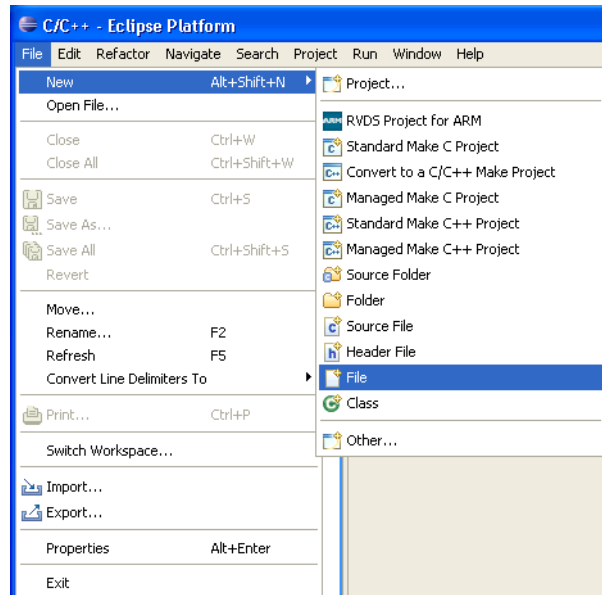 C/C++ - Eclipse Platform
File Edit Refactor Navigate Search Project Run Window Help
New Alt+Shift+N
Open File...
Close Ctrl+W
Close All Ctrl+Shift+W
Save Ctrl+S
Save As...
Save All Ctrl+Shift+S
Revert
Move...
Rename... F2
Refresh F5
Convert Line Delimiters To
Print... Ctrl+P
Switch Workspace...
Import...
Export...
Properties Alt+Enter
Exit
Project...
ARM RVDS Project for ARM
Standard Make C Project
Convert to a C/C++ Make Project
Managed Make C Project
Standard Make C++ Project
Managed Make C++ Project
Source Folder
Folder
Source File
Header File
File
Class
Other...